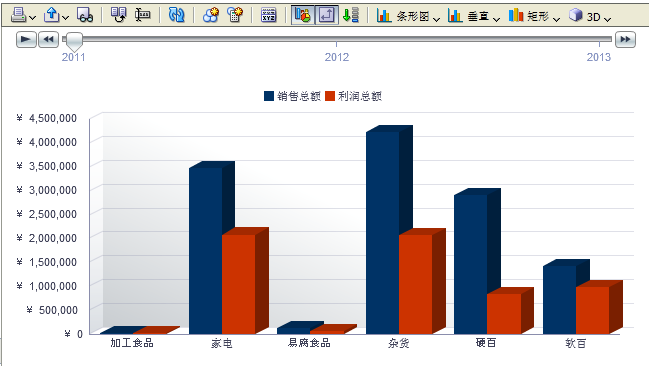 条形图 垂直 矩形 3D
2011 2012 2013
销售总额 利润总额
￥ 4,500,000
￥ 4,000,000
￥ 3,500,000
￥ 3,000,000
￥ 2,500,000
￥ 2,000,000
￥ 1,500,000
￥ 1,000,000
￥ 500,000
￥ 0
加工食品 家电 易腐食品 杂货 硬百 软百